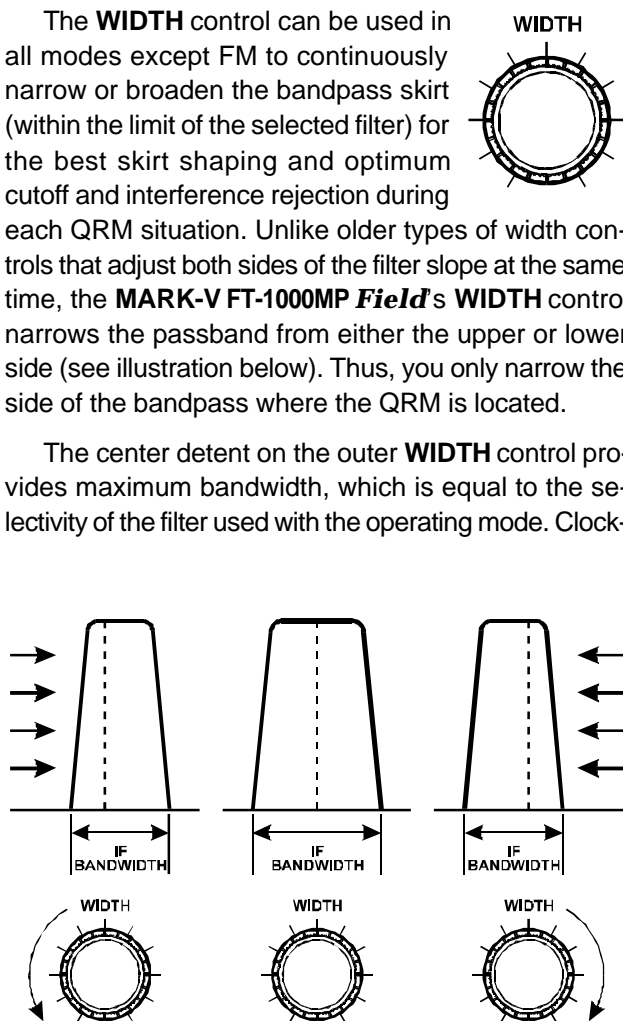 The WIDTH control can be used in
all modes except FM to continuously
narrow or broaden the bandpass skirt
(within the limit of the selected filter) for
the best skirt shaping and optimum
cutoff and interference rejection during
each QRM situation. Unlike older types of width con-
trols that adjust both sides of the filter slope at the same
time, the MARK-V FT-1000MP Field's WIDTH contro
narrows the passband from either the upper or lower
side (see illustration below). Thus, you only narrow the
side of the bandpass where the QRM is located.
WIDTH
The center detent on the outer WIDTH control pro-
vides maximum bandwidth, which is equal to the se-
lectivity of the filter used with the operating mode. Clock-
IF
BANDWIDTH
IF
BANDWIDTH
IF
BANDWIDTH
WIDTH
WIDTH
WIDTH